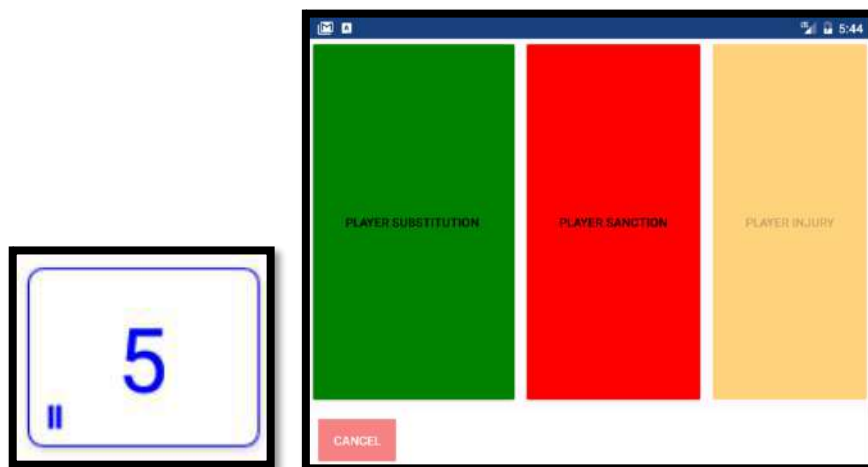 5:44
PLAYER SUBSTITUTION
PLAYER SANCTION
PLAYER INJURY
5
II
CANCEL